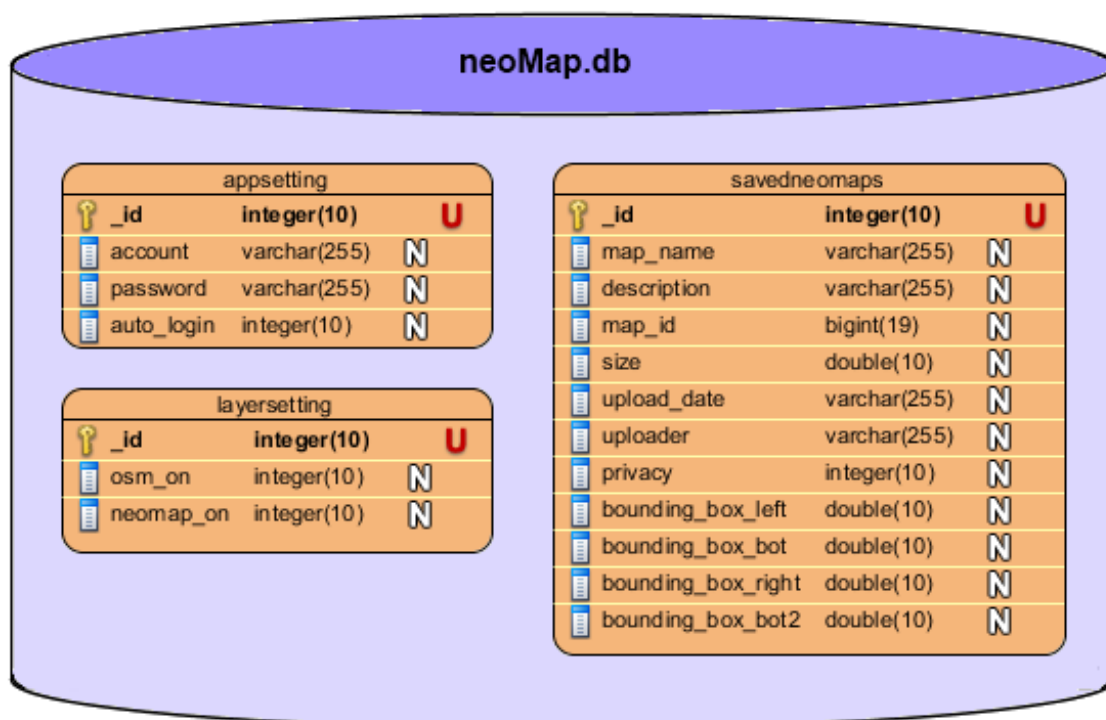 neoMap.db
appsetting
_id integer(10) U
account varchar(255) N
password varchar(255) N
auto_login integer(10) N
layersetting
_id integer(10) U
osm_on integer(10) N
neomap_on integer(10) N
savedneomaps
_id integer(10) U
map_name varchar(255) N
description varchar(255) N
map_id bigint(19) N
size double(10) N
upload_date varchar(255) N
uploader varchar(255) N
privacy integer(10) N
bounding_box_left double(10) N
bounding_box_bot double(10) N
bounding_box_right double(10) N
bounding_box_bot2 double(10) N